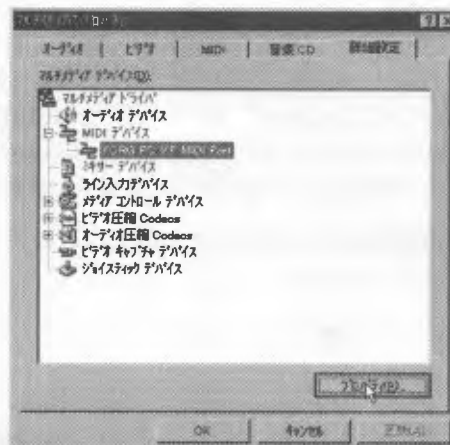 オーディオ | ビデオ | MIDI | 音楽 CD | 詳細設定
マルチメディア デバイス(D):
マルチメディア ドライバ
オーディオ デバイス
MIDI デバイス
KORG PC I/F MIDI Port
ミキサー デバイス
ライン入力デバイス
メディア コントロール デバイス
ビデオ圧縮 Codecs
オーディオ圧縮 Codecs
ビデオ キャプチャ デバイス
ジョイスティック デバイス
プロパティ(R)
OK キャンセル